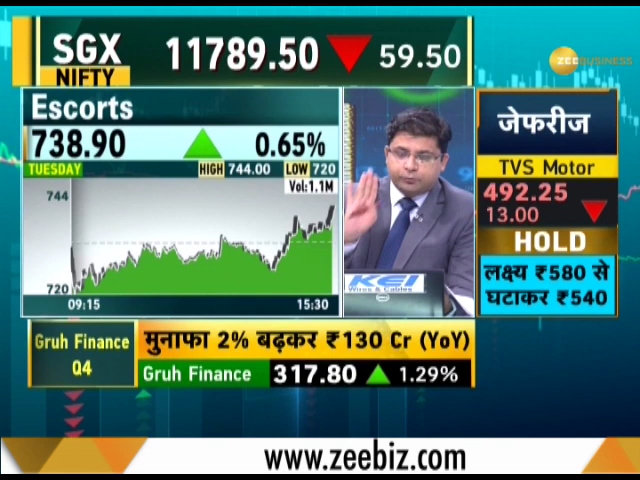 SGX
NIFTY
11789.50
59.50
ZEE BUSINESS
Escorts
738.90
0.65%
TUESDAY
HIGH 744.00
LOW 720
Vol:1.1M
744
720
09:15
15:30
KEI
Wires & Cables
जेफरीज
TVS Motor
492.25
13.00
HOLD
लक्ष्य ₹580 से
घटाकर ₹540
Gruh Finance
Q4
मुनाफा 2% बढ़कर ₹130 Cr (YoY)
Gruh Finance 317.80 1.29%
www.zeebiz.com